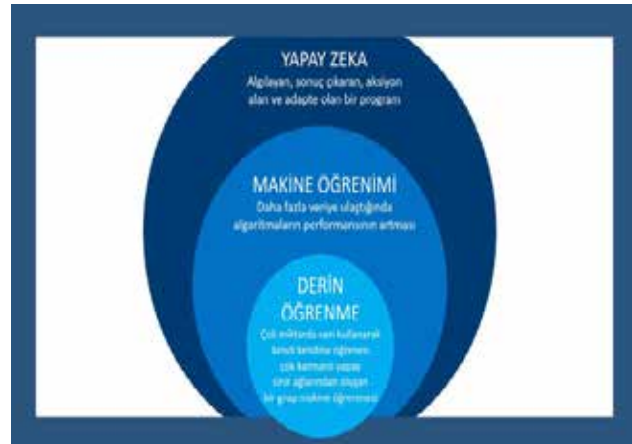 YAPAY ZEKA
Algılayan, sonuç çıkaran, aksiyon
alan ve adapte olan bir program
MAKİNE ÖĞRENİMİ
Daha fazla veriye ulaştığında
algoritmaların performansının artması
DERİN
ÖĞRENME
Çok miktarda veri kullanarak
kendi kendine öğrenen
çok katmanlı yapay
sinir ağlarından oluşan
bir grup makine öğrenmesi